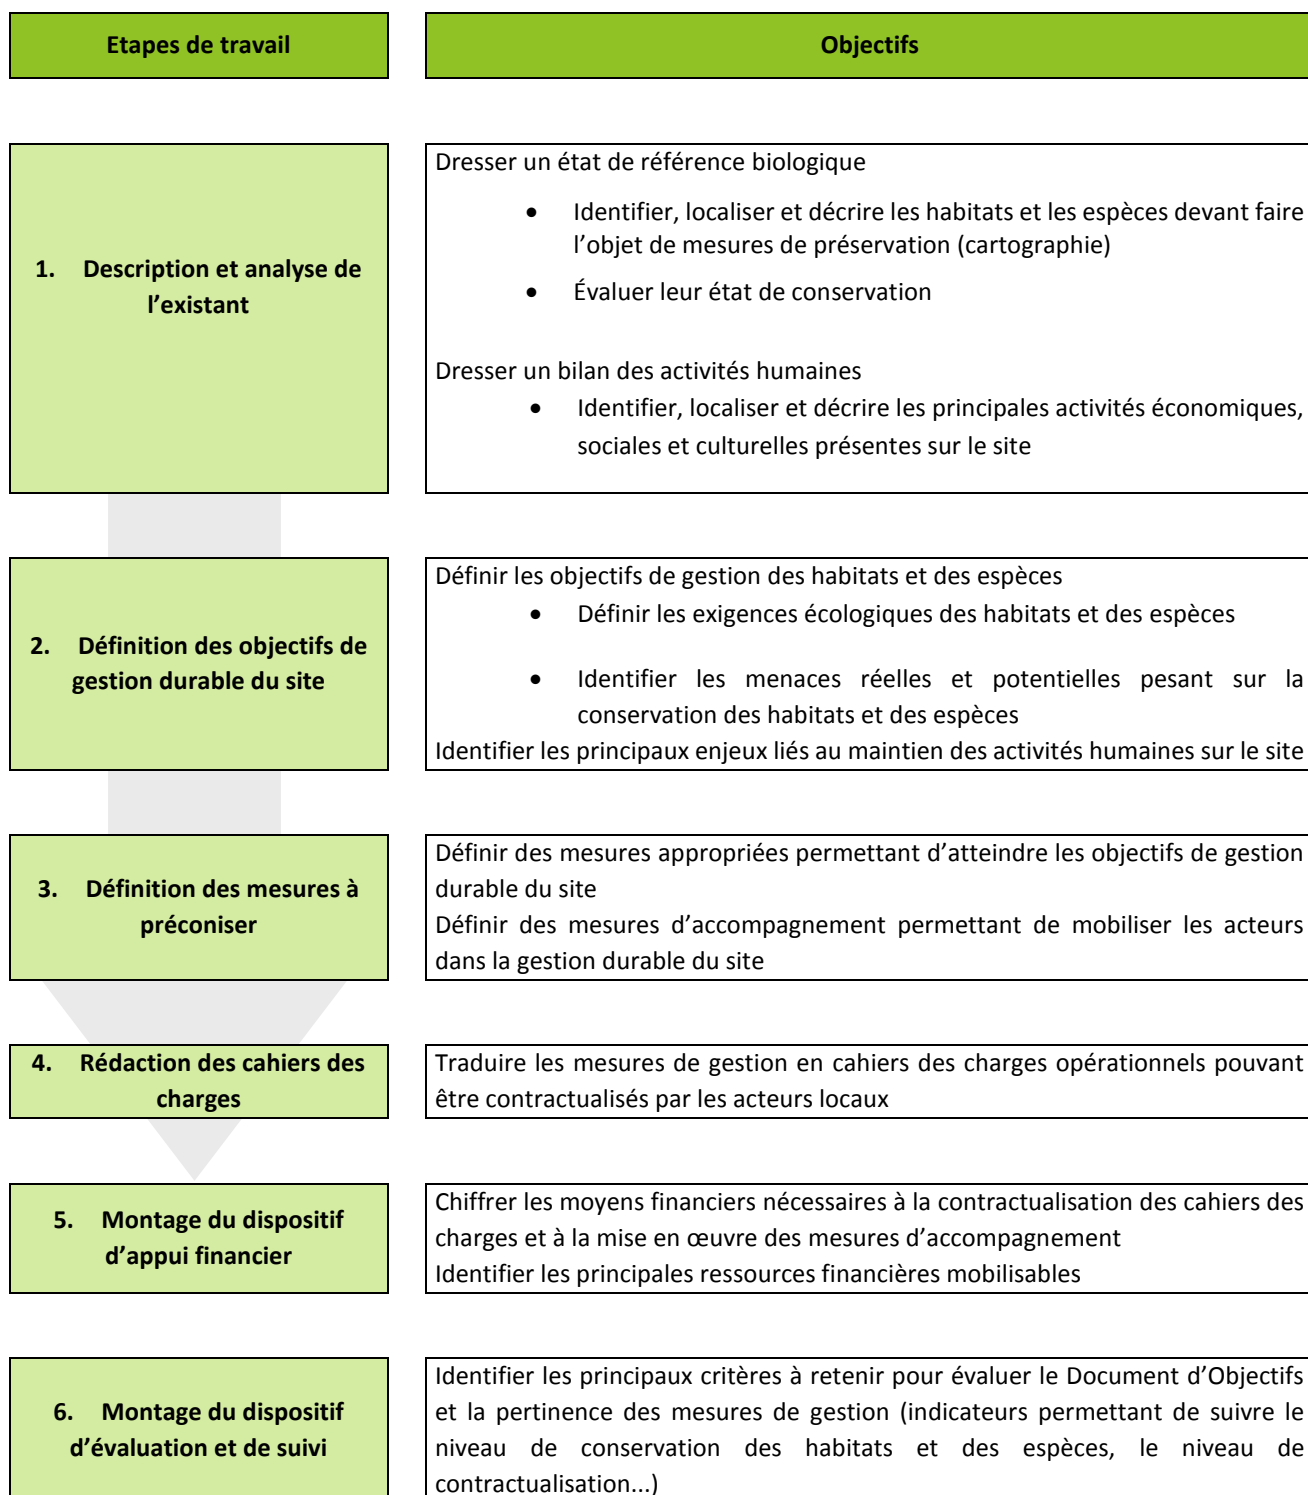 Etapes de travail
Objectifs
1. Description et analyse de
l’existant
Dresser un état de référence biologique
• Identifier, localiser et décrire les habitats et les espèces devant faire
l’objet de mesures de préservation (cartographie)
• Évaluer leur état de conservation
Dresser un bilan des activités humaines
• Identifier, localiser et décrire les principales activités économiques,
sociales et culturelles présentes sur le site
2. Définition des objectifs de
gestion durable du site
Définir les objectifs de gestion des habitats et des espèces
• Définir les exigences écologiques des habitats et des espèces
• Identifier les menaces réelles et potentielles pesant sur la
conservation des habitats et des espèces
Identifier les principaux enjeux liés au maintien des activités humaines sur le site
3. Définition des mesures à
préconiser
Définir des mesures appropriées permettant d’atteindre les objectifs de gestion
durable du site
Définir des mesures d’accompagnement permettant de mobiliser les acteurs
dans la gestion durable du site
4. Rédaction des cahiers des
charges
Traduire les mesures de gestion en cahiers des charges opérationnels pouvant
être contractualisés par les acteurs locaux
5. Montage du dispositif
d’appui financier
Chiffrer les moyens financiers nécessaires à la contractualisation des cahiers des
charges et à la mise en œuvre des mesures d’accompagnement
Identifier les principales ressources financières mobilisables
6. Montage du dispositif
d’évaluation et de suivi
Identifier les principaux critères à retenir pour évaluer le Document d’Objectifs
et la pertinence des mesures de gestion (indicateurs permettant de suivre le
niveau de conservation des habitats et des espèces, le niveau de
contractualisation...)